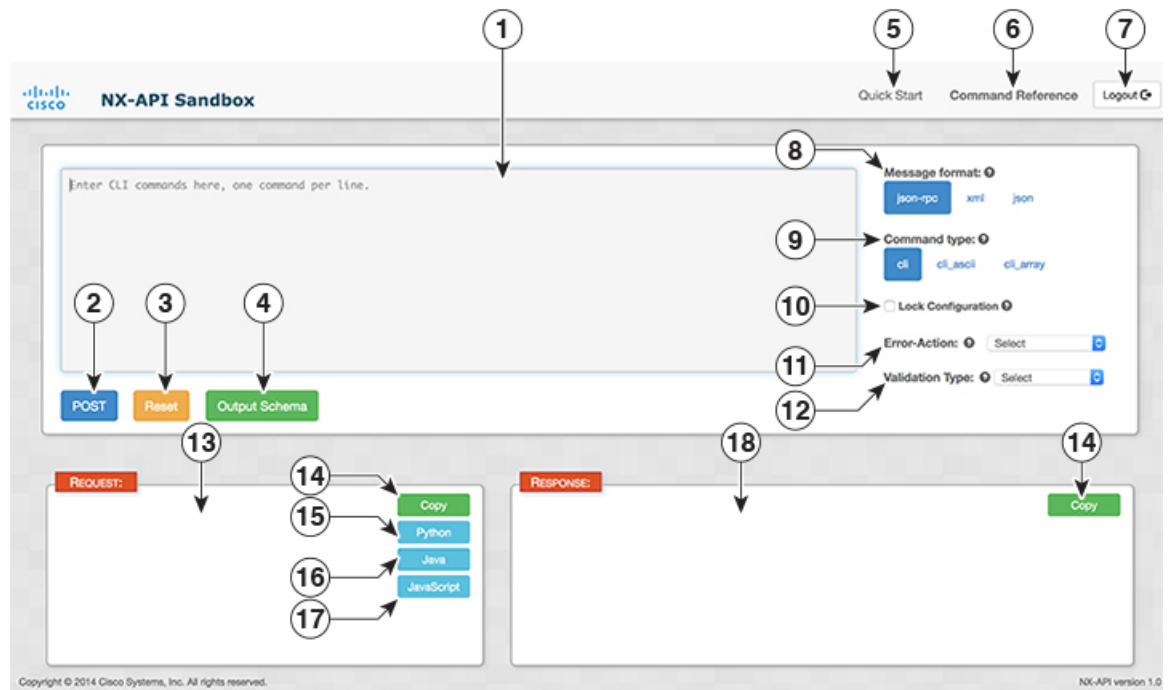 1
5
6
7
CISCO
NX-API Sandbox
Quick Start
Command Reference
Logout
Enter CLI commands here, one command per line.
8
Message format:
json-rpc xml json
9
Command type:
cli cli_ascii cli_array
2
3
4
10
Lock Configuration
11
Error-Action: Select
12
Validation Type: Select
POST
Reset
Output Schema
13
18
14
REQUEST:
14
Copy
15
Python
16
Java
17
JavaScript
RESPONSE:
Copy
Copyright © 2014 Cisco Systems, Inc. All rights reserved.
NX-API version 1.0